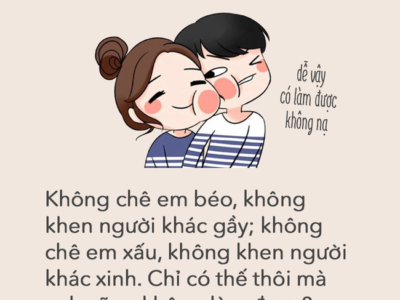 dễ vậy
có làm được
không nạ
Không chê em béo, không
khen người khác gầy; không
chê em xấu, không khen người
khác xinh. Chỉ có thế thôi mà